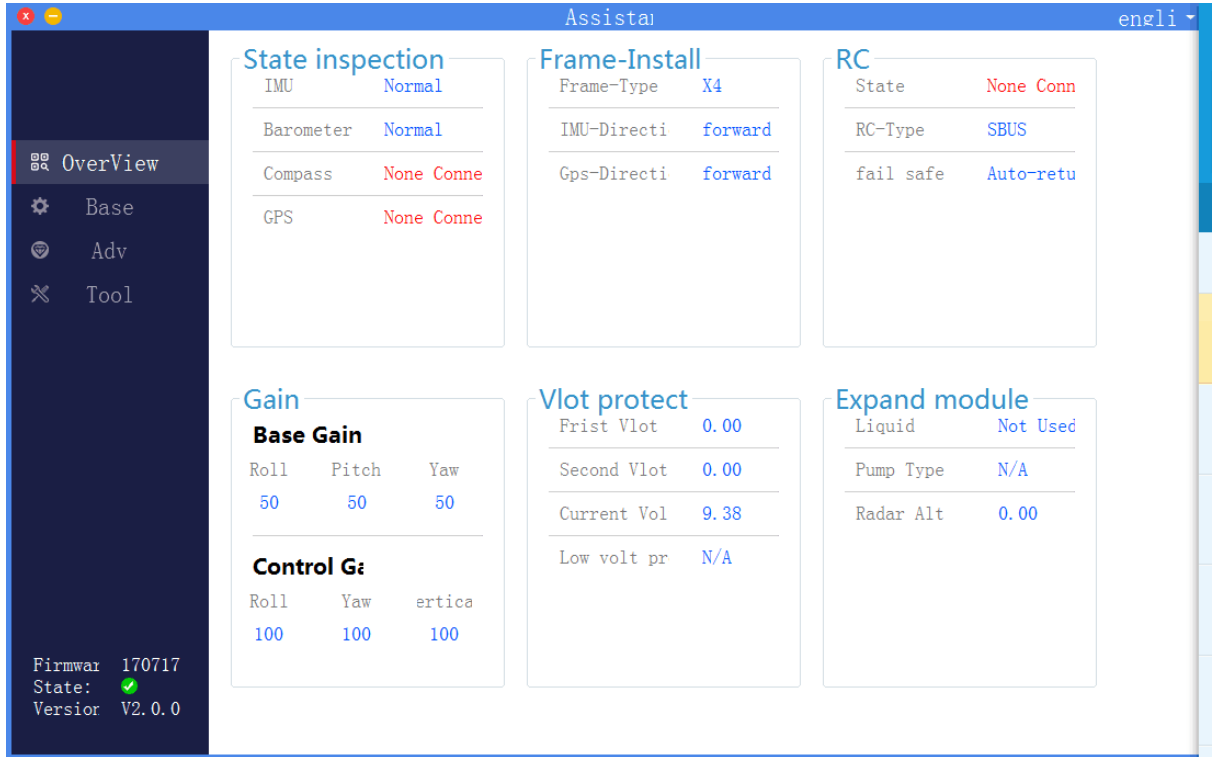 x
Assistar
engli
OverView
Base
Adv
Tool
Firmwar 170717
State:
Version V2.0.0
State inspection
IMU Normal
Barometer Normal
Compass None Conne
GPS None Conne
Frame-Install
Frame-Type X4
IMU-Directi forward
Gps-Directi forward
RC
State None Conn
RC-Type SBUS
fail safe Auto-retu
Gain
Base Gain
Roll Pitch Yaw
50 50 50
Control Ga
Roll Yaw ertica
100 100 100
Vlot protect
Frist Vlot 0.00
Second Vlot 0.00
Current Vol 9.38
Low volt pr N/A
Expand module
Liquid Not Used
Pump Type N/A
Radar Alt 0.00